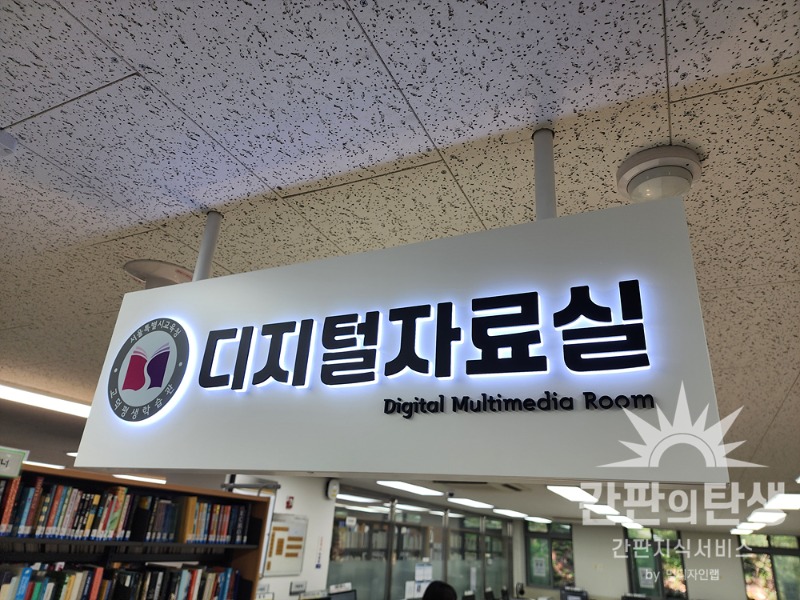 서울특별시교육청
고덕평생학습관
디지털자료실
Digital Multimedia Room
간판의탄생
간판지식서비스